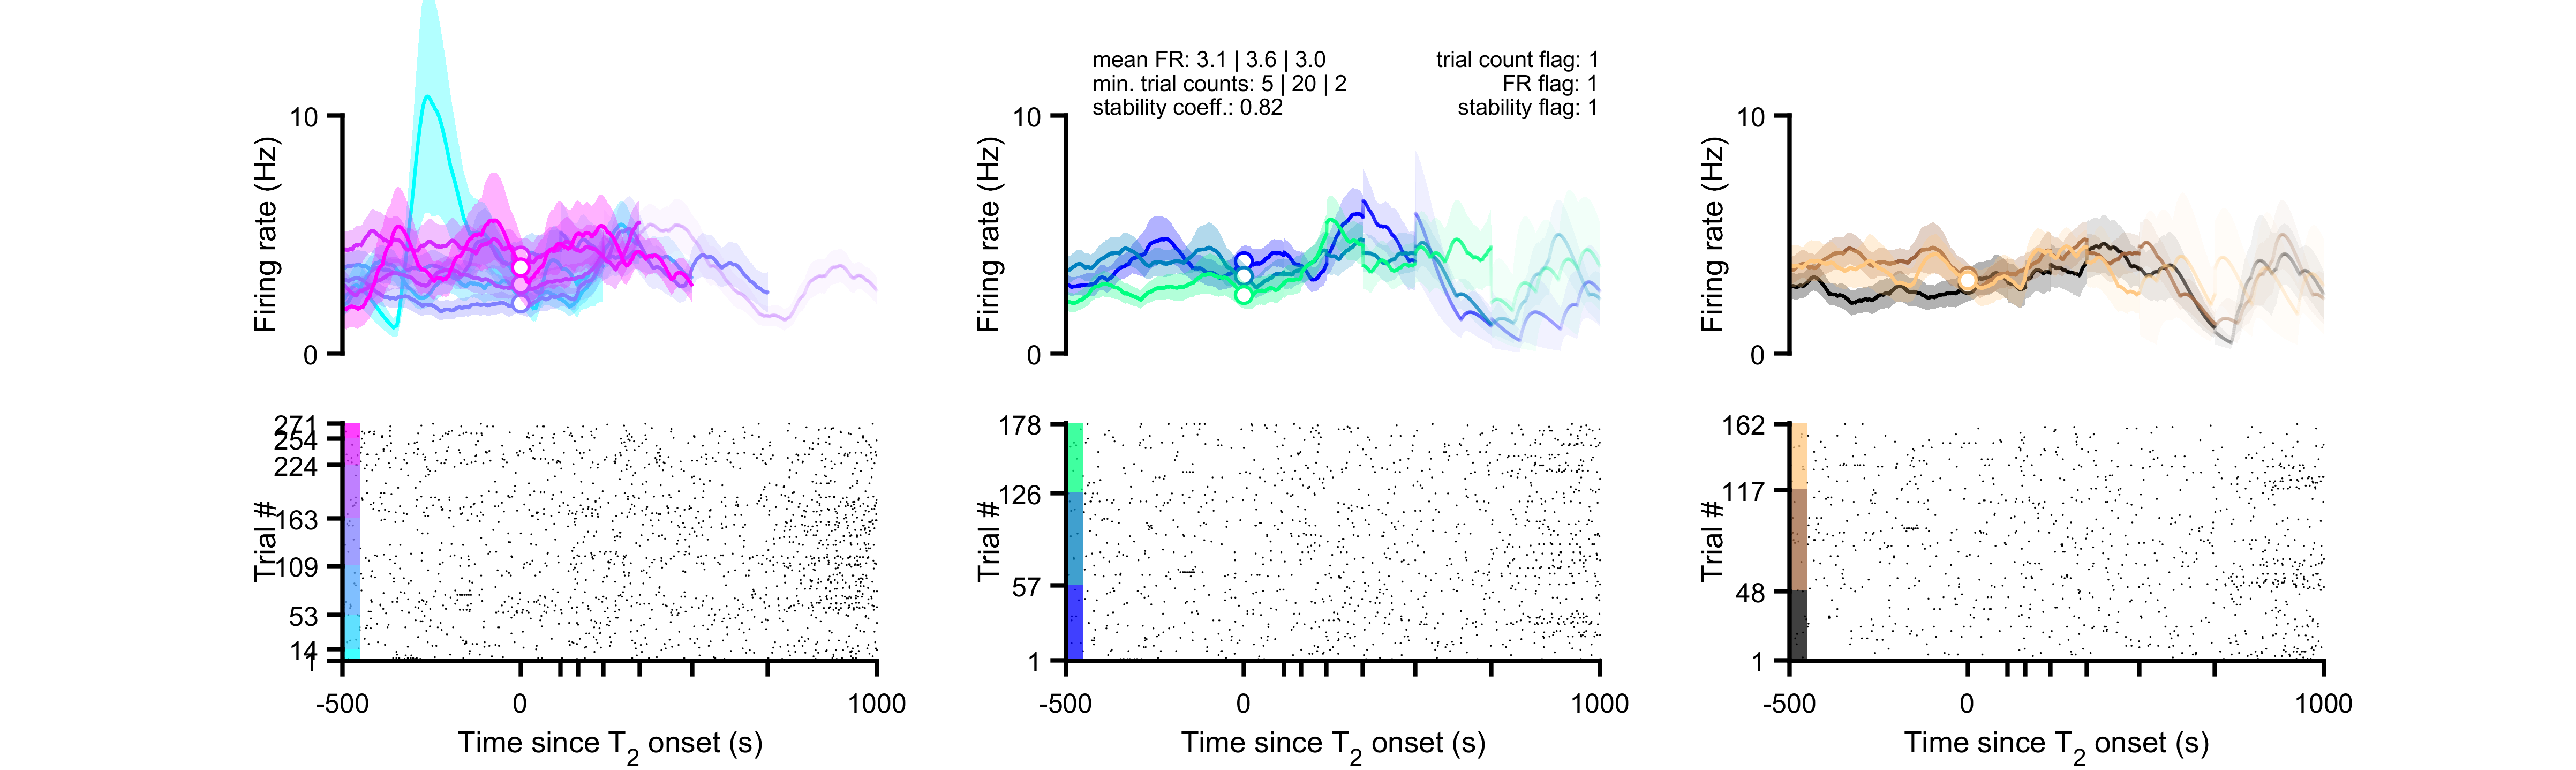 mean FR: 3.1 | 3.6 | 3.0
min. trial counts: 5 | 20 | 2
stability coeff.: 0.82
trial count flag: 1
FR flag: 1
stability flag: 1
10
Firing rate (Hz)
0
10
Firing rate (Hz)
0
10
Firing rate (Hz)
0
271
254
224
163
109
53
14
1
Trial #
-500
0
1000
Time since T2 onset (s)
178
126
57
1
Trial #
-500
0
1000
Time since T2 onset (s)
162
117
48
1
Trial #
-500
0
1000
Time since T2 onset (s)